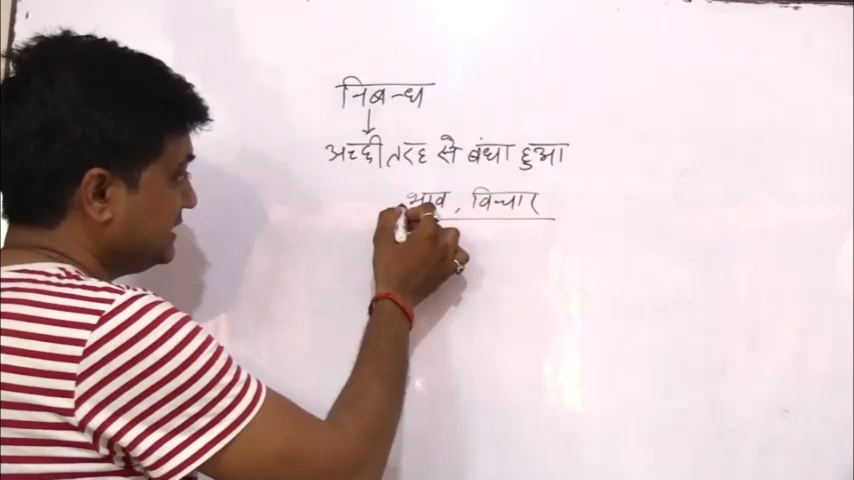 निबन्ध
अच्छी तरह से बंधा हुआ
भाव, विचार